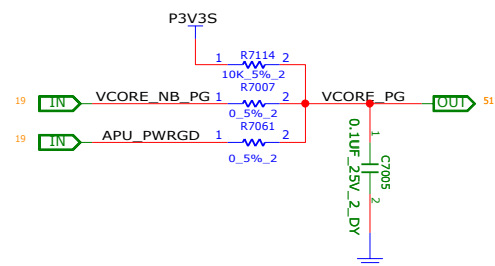 P3V3S
R7114
1 2
10K_5%_2
19 IN VCORE_NB_PG 1 R7007 2 VCORE_PG OUT 51
0_5%_2
R7061
19 IN APU_PWRGD 1 2
0_5%_2
0.1UF_25V_2_DY
1
C7005
2